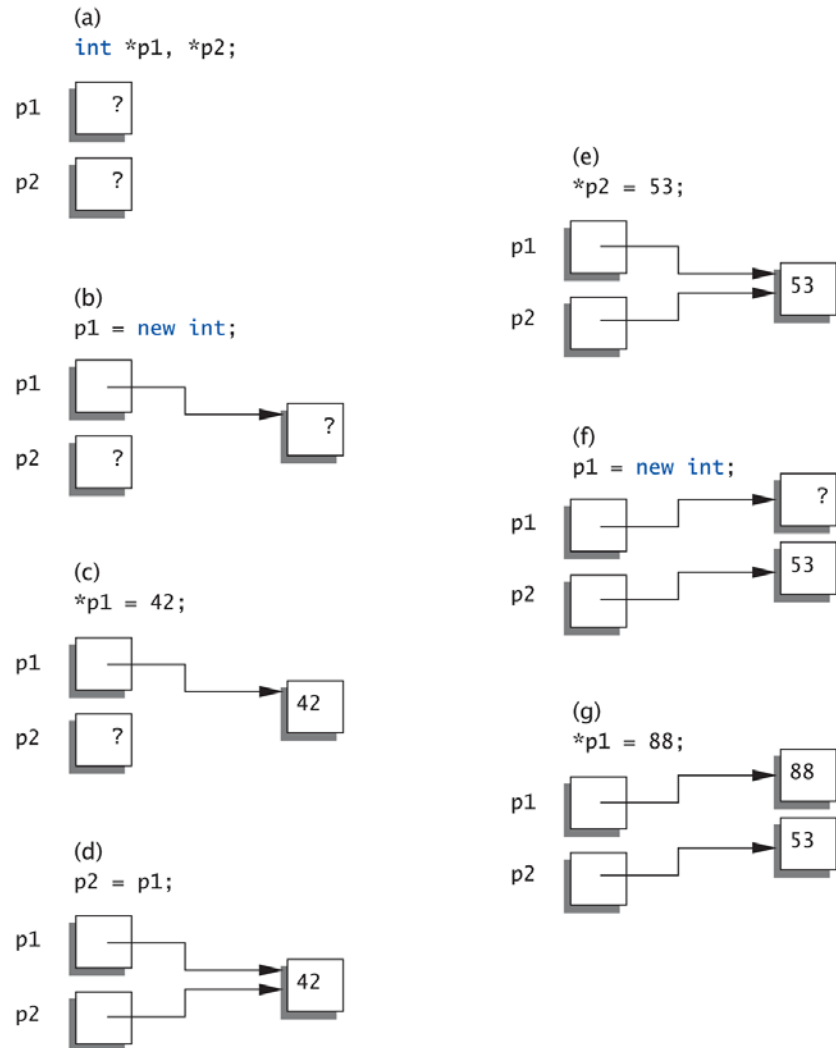 (a)
int *p1, *p2;
p1 ?
p2 ?
(b)
p1 = new int;
p1
?
p2 ?
(c)
*p1 = 42;
p1
42
p2 ?
(d)
p2 = p1;
p1
42
p2
(e)
*p2 = 53;
p1
53
p2
(f)
p1 = new int;
p1 ?
p2 53
(g)
*p1 = 88;
p1 88
p2 53